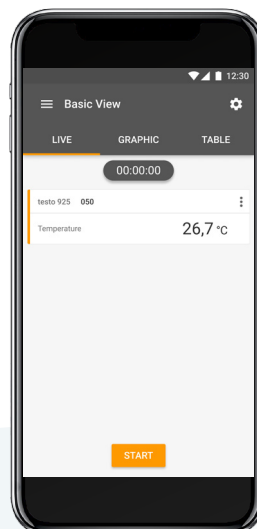 12:30
Basic View
LIVE GRAPHIC TABLE
00:00:00
testo 925 050
Temperature 26,7 °C
START